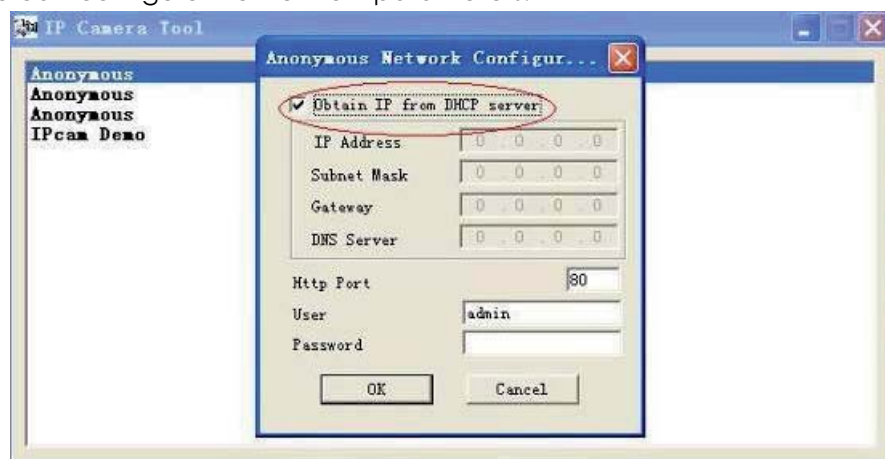 IP Camera Tool
Anonymous
Anonymous
Anonymous
IPcam Demo
Anonymous Network Configur...
Obtain IP from DHCP server
IP Address 0 . 0 . 0 . 0
Subnet Mask 0 . 0 . 0 . 0
Gateway 0 . 0 . 0 . 0
DNS Server 0 . 0 . 0 . 0
Http Port 80
User admin
Password
OK Cancel